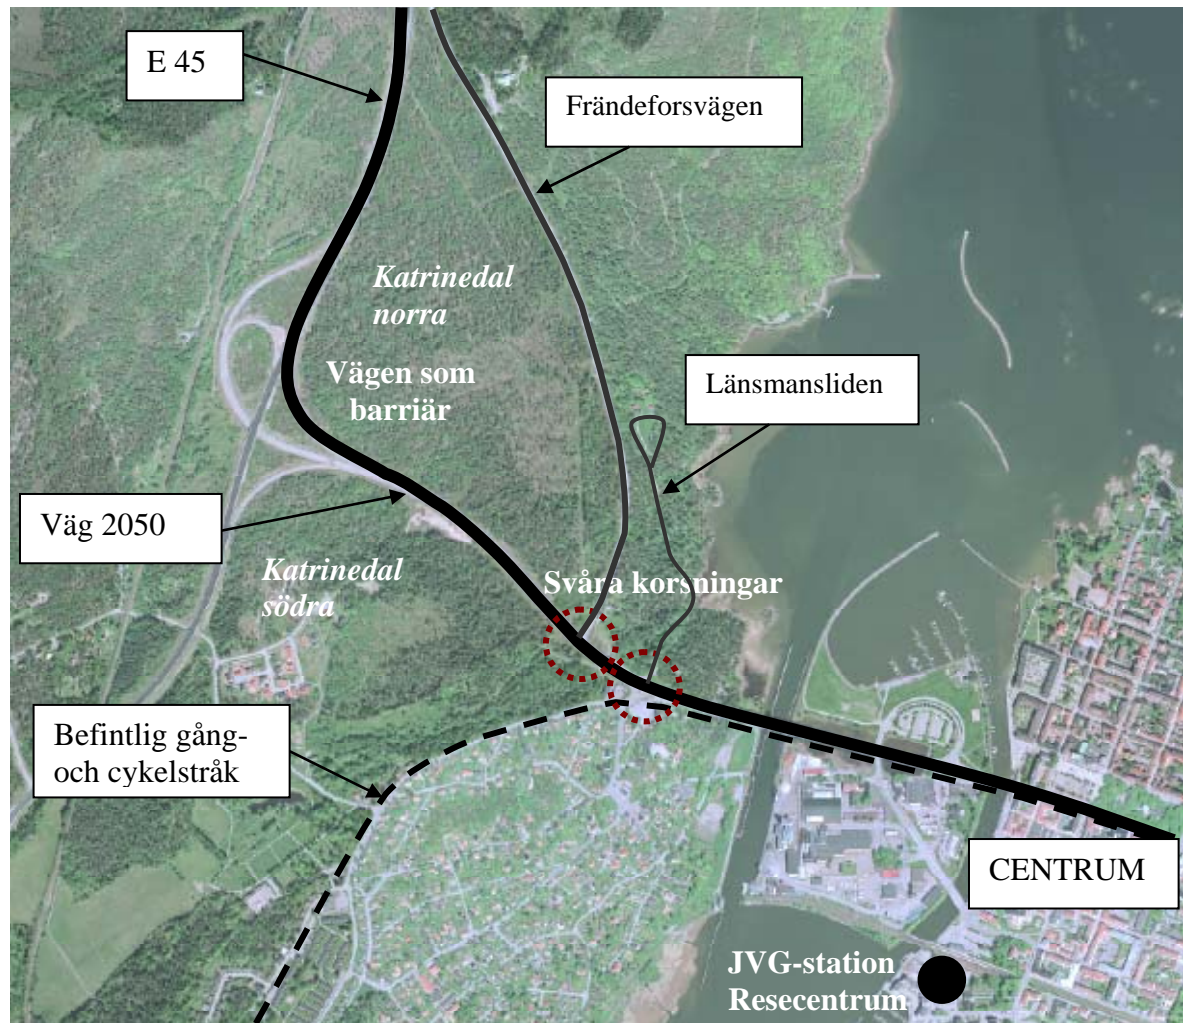 E 45
Frändeforsvägen
Katrinedal
norra
Vägen som
barriär
Länsmansliden
Väg 2050
Katrinedal
södra
Svåra korsningar
Befintlig gång-
och cykelstråk
CENTRUM
JVG-station
Resecentrum